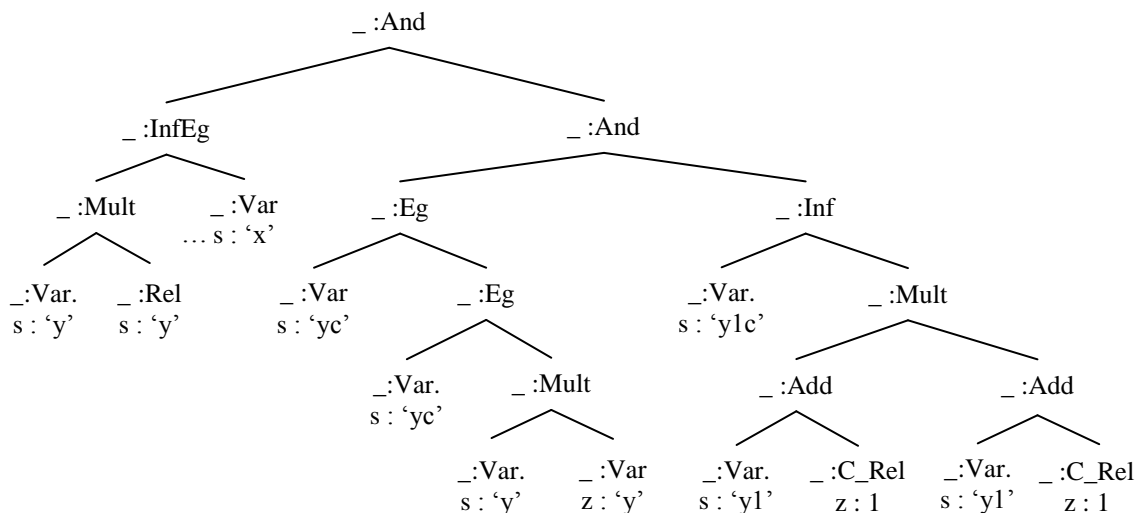 _ :And
_ :InfEg _ :And
_ :Mult _ :Var _ :Eg _ :Inf
… s : ‘x’
_:Var. _ :Rel _ :Var _ :Eg _:Var. _ :Mult
s : ‘y’ s : ‘y’ s : ‘yc’ s : ‘y1c’
_:Var. _ :Mult _ :Add _ :Add
s : ‘yc’
_:Var. _ :Var _:Var. _ :C_Rel _:Var. _ :C_Rel
s : ‘y’ z : ‘y’ s : ‘y1’ z : 1 s : ‘y1’ z : 1